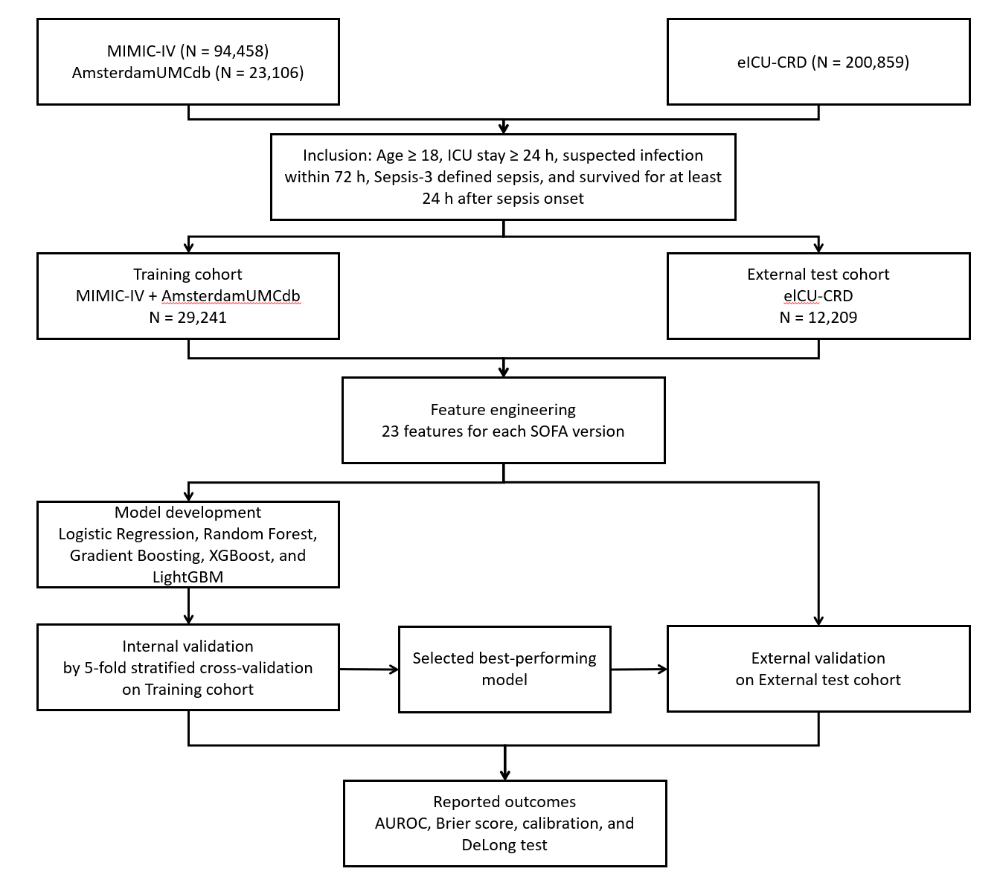 MIMIC-IV (N = 94,458)
AmsterdamUMCdb (N = 23,106)
eICU-CRD (N = 200,859)
Inclusion: Age ≥ 18, ICU stay ≥ 24 h, suspected infection
within 72 h, Sepsis-3 defined sepsis, and survived for at least
24 h after sepsis onset
Training cohort
MIMIC-IV + AmsterdamUMCdb
N = 29,241
External test cohort
eICU-CRD
N = 12,209
Feature engineering
23 features for each SOFA version
Model development
Logistic Regression, Random Forest,
Gradient Boosting, XGBoost, and
LightGBM
Internal validation
by 5-fold stratified cross-validation
on Training cohort
Selected best-performing
model
External validation
on External test cohort
Reported outcomes
AUROC, Brier score, calibration, and
DeLong test